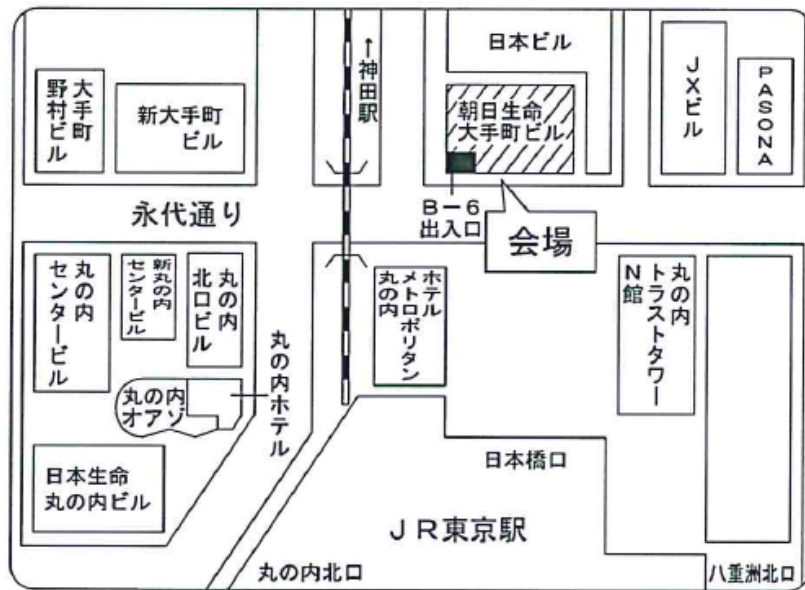 日本ビル
↑神田駅
大手町
野村ビル
新大手町
ビル
朝日生命
大手町ビル
JXビル
PASONA
永代通り
B-6
出入口
会場
丸の内
センタービル
新丸の内
センタービル
丸の内
北口ビル
丸の内ホテル
ホテル
メトロポリタン
丸の内
丸の内
トラストタワー
N館
丸の内
オアゾ
日本生命
丸の内ビル
日本橋口
JR東京駅
丸の内北口
八重洲北口